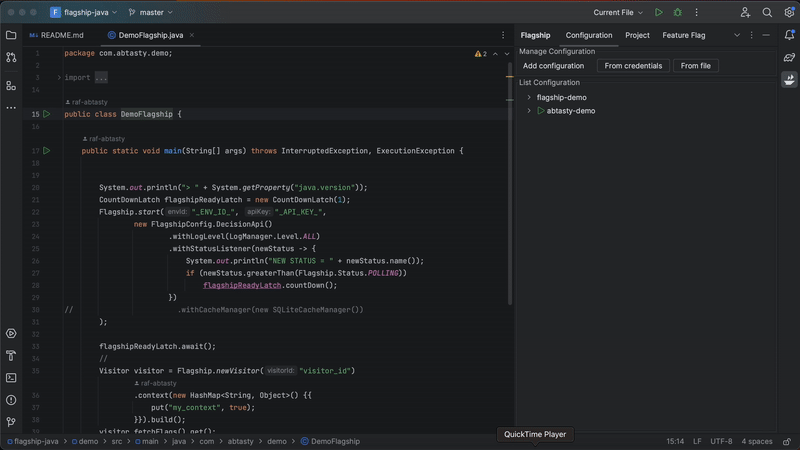 F flagship-java master Current File
README.md DemoFlagship.java
Flagship Configuration Project Feature Flag
1 package com.abtasty.demo; 2
2
3 import ...
14
raf-abtasty
15 public class DemoFlagship {
16
raf-abtasty
17 public static void main(String[] args) throws InterruptedException, ExecutionException {
18
19
20 System.out.println("> " + System.getProperty("java.version"));
21 CountDownLatch flagshipReadyLatch = new CountDownLatch(1);
22 Flagship.start( envId: "_ENV_ID_", apiKey: "_API_KEY_",
23 new FlagshipConfig.DecisionApi()
24 .withLogLevel(LogManager.Level.ALL)
25 .withStatusListener(newStatus -> {
26 System.out.println("NEW STATUS = " + newStatus.name());
27 if (newStatus.greaterThan(Flagship.Status.POLLING))
28 flagshipReadyLatch.countDown();
29 })
30 // .withCacheManager(new SQLiteCacheManager())
31 );
32
33 flagshipReadyLatch.await();
34 //
35 Visitor visitor = Flagship.newVisitor( visitorId: "visitor_id")
raf-abtasty
36 .context(new HashMap<String, Object>() {{
37 put("my_context", true);
38 }}).build();
39 visitor.fetchFlags().get();
Manage Configuration
Add configuration From credentials From file
List Configuration
flagship-demo
abtasty-demo
QuickTime Player
flagship-java demo src main java com abtasty demo DemoFlagship 15:14 LF UTF-8 4 spaces